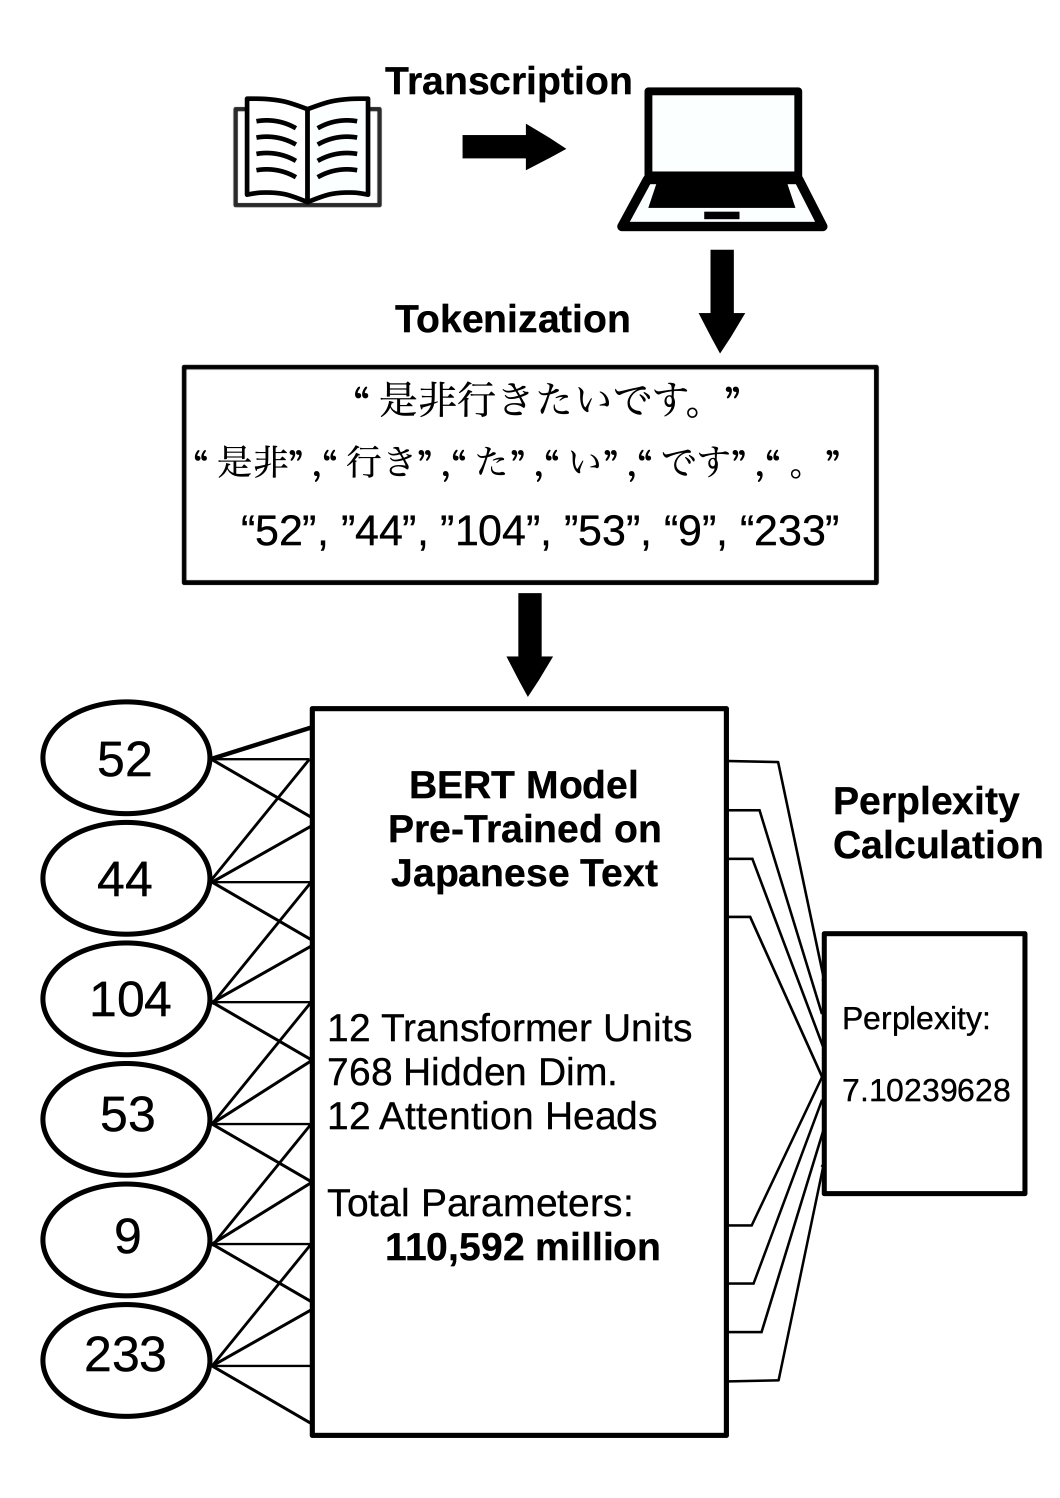 Transcription
Tokenization
“ 是非行きたいです。”
“ 是非” ,“ 行き” ,“ た” ,“ い” ,“ です” ,“ 。 ”
“52”, ”44”, ”104”, ”53”, “9”, “233”
52
44
104
53
9
233
BERT Model
Pre-Trained on
Japanese Text
12 Transformer Units
768 Hidden Dim.
12 Attention Heads
Total Parameters:
110,592 million
Perplexity
Calculation
Perplexity:
7.10239628